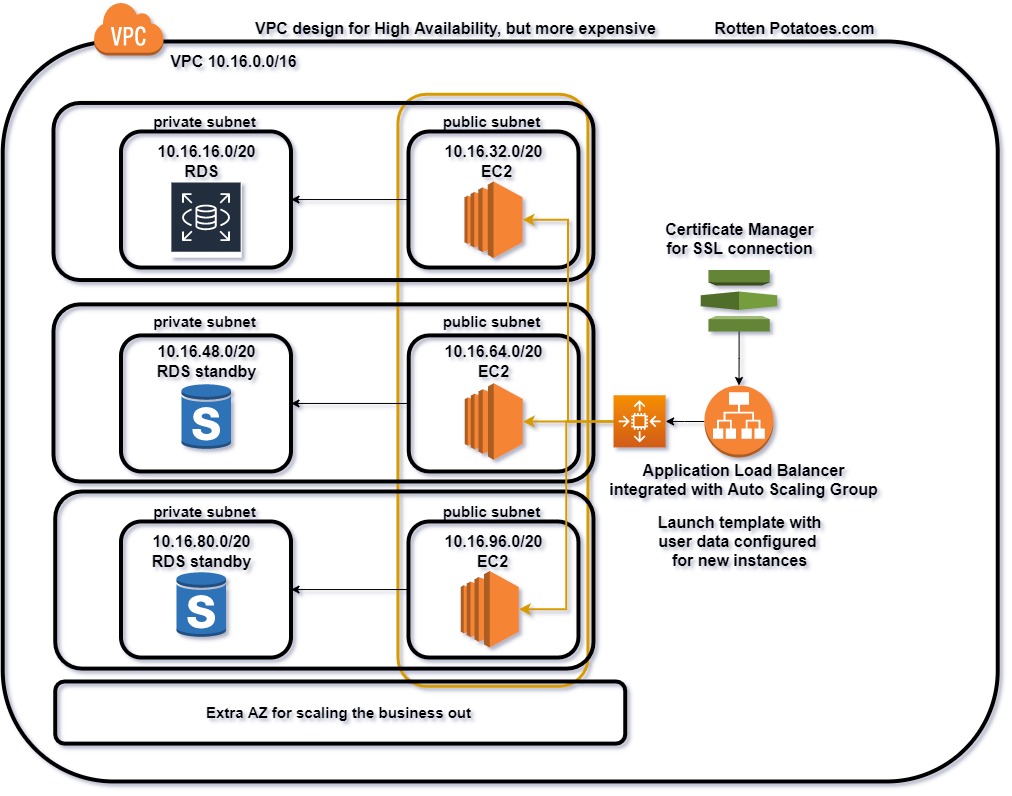 VPC design for High Availability, but more expensive
Rotten Potatoes.com
VPC
VPC 10.16.0.0/16
private subnet
10.16.16.0/20
RDS
public subnet
10.16.32.0/20
EC2
private subnet
10.16.48.0/20
RDS standby
S
public subnet
10.16.64.0/20
EC2
private subnet
10.16.80.0/20
RDS standby
S
public subnet
10.16.96.0/20
EC2
Certificate Manager
for SSL connection
Application Load Balancer
integrated with Auto Scaling Group
Launch template with
user data configured
for new instances
Extra AZ for scaling the business out